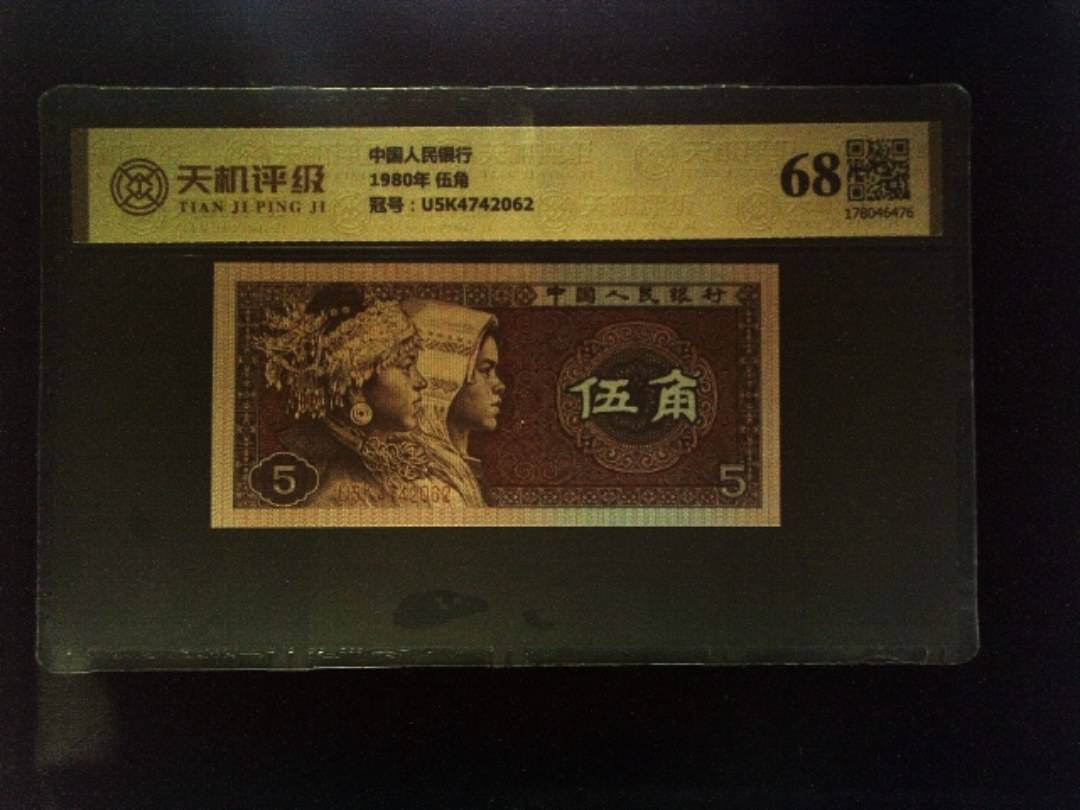 天机评级
TIAN JI PING JI
中国人民银行
1980年 伍角
冠号：U5K4742062
68
178046476
中国人民银行
伍角
5
U5K4742062
5